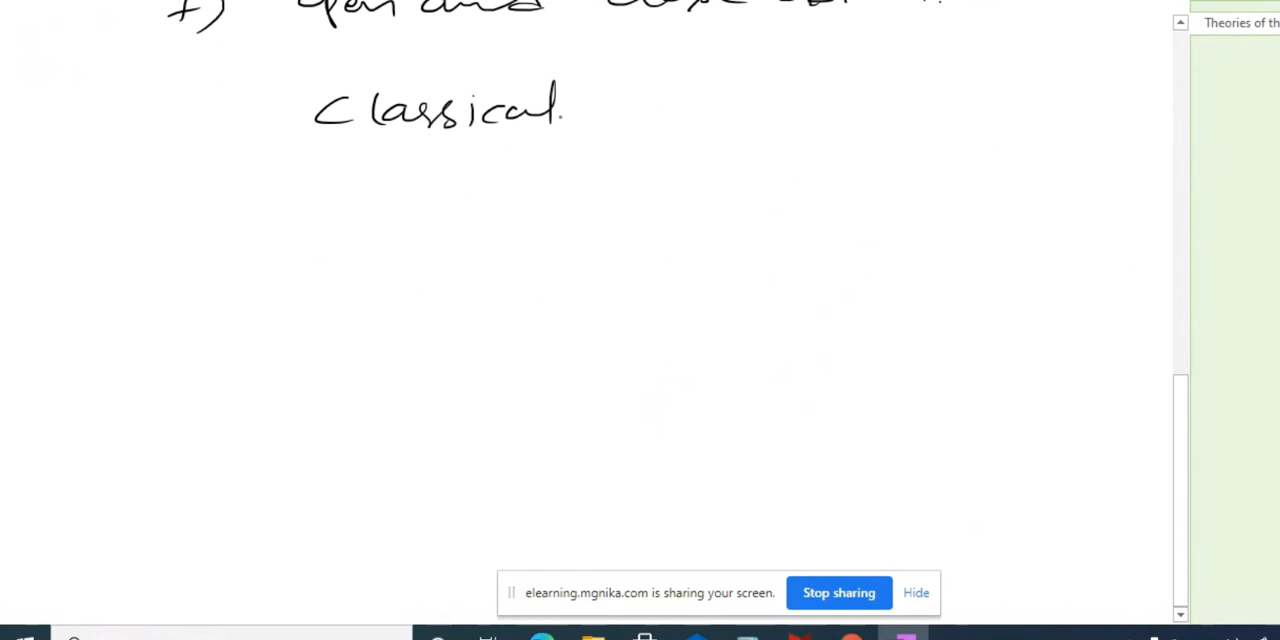 Theories of th
Classical.
elearning.mgnika.com is sharing your screen. Stop sharing Hide